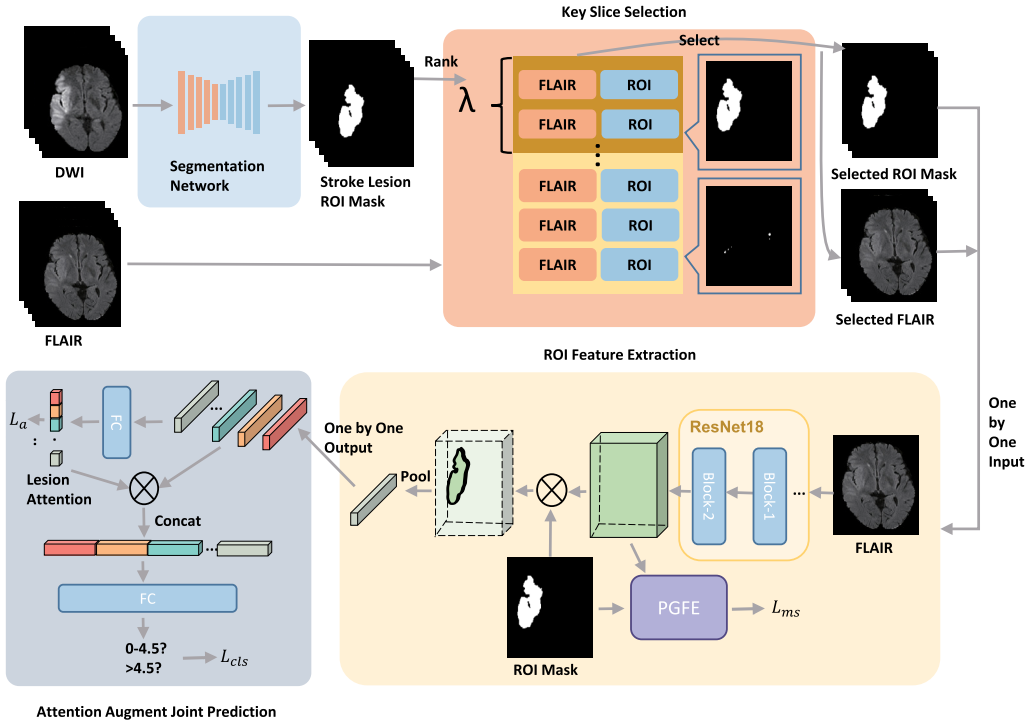 Key Slice Selection
DWI
Segmentation
Network
Stroke Lesion
ROI Mask
Rank
λ
Select
FLAIR
ROI
FLAIR
ROI
FLAIR
ROI
FLAIR
ROI
FLAIR
ROI
Selected ROI Mask
Selected FLAIR
FLAIR
ROI Feature Extraction
One
by
One
Input
ResNet18
Block-2
Block-1
...
FLAIR
Pool
ROI Mask
PGFE
L_ms
One by One
Output
...
FC
L_a
Lesion
Attention
Concat
...
FC
0-4.5?
>4.5?
L_cls
Attention Augment Joint Prediction